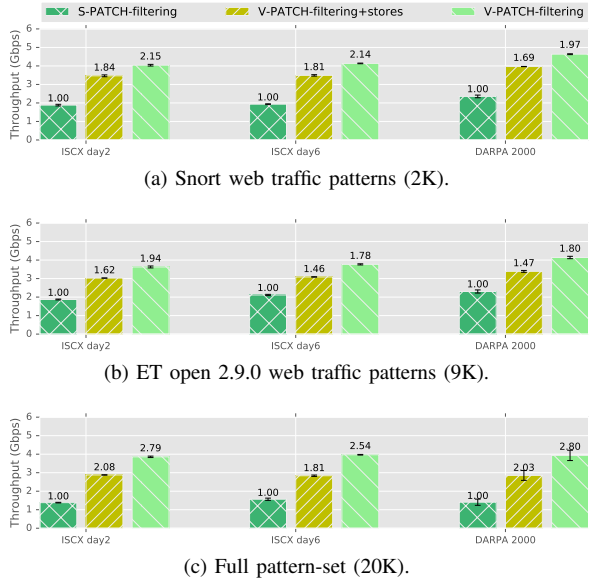 S-PATCH-filtering V-PATCH-filtering+stores V-PATCH-filtering
Throughput (Gbps)
6
5
4
3
2
1
0
1.00 1.84 2.15 1.00 1.81 2.14 1.00 1.69 1.97
ISCX day2 ISCX day6 DARPA 2000
(a) Snort web traffic patterns (2K).
Throughput (Gbps)
6
5
4
3
2
1
0
1.00 1.62 1.94 1.00 1.46 1.78 1.00 1.47 1.80
ISCX day2 ISCX day6 DARPA 2000
(b) ET open 2.9.0 web traffic patterns (9K).
Throughput (Gbps)
6
5
4
3
2
1
0
1.00 2.08 2.79 1.00 1.81 2.54 1.00 2.03 2.80
ISCX day2 ISCX day6 DARPA 2000
(c) Full pattern-set (20K).